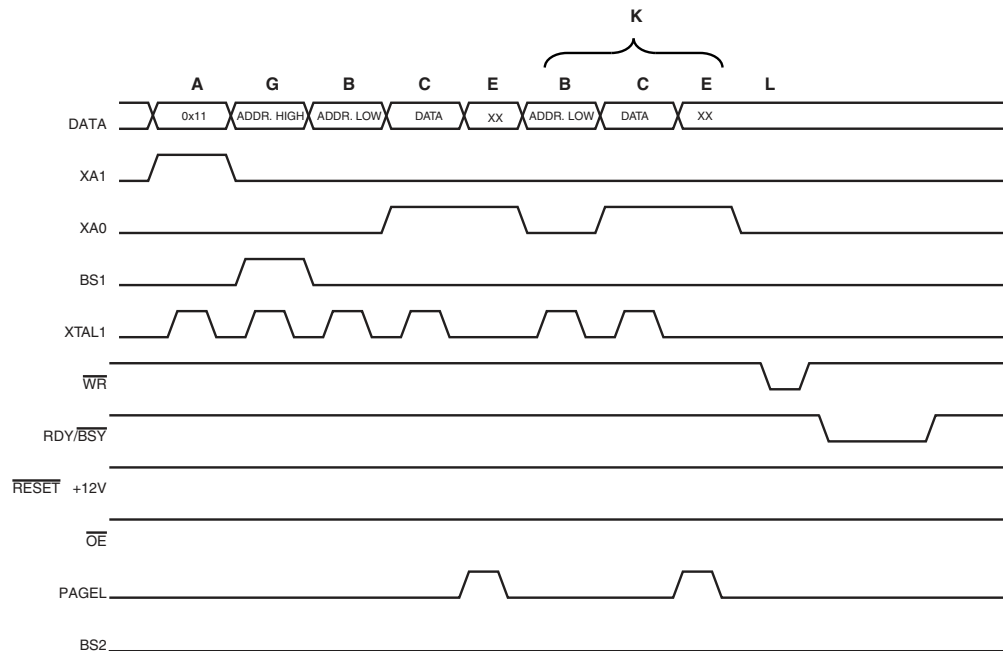 K
A G B C E B C E L
DATA 0x11 ADDR. HIGH ADDR. LOW DATA XX ADDR. LOW DATA XX
XA1
XA0
BS1
XTAL1
WR
RDY/BSY
RESET +12V
OE
PAGEL
BS2